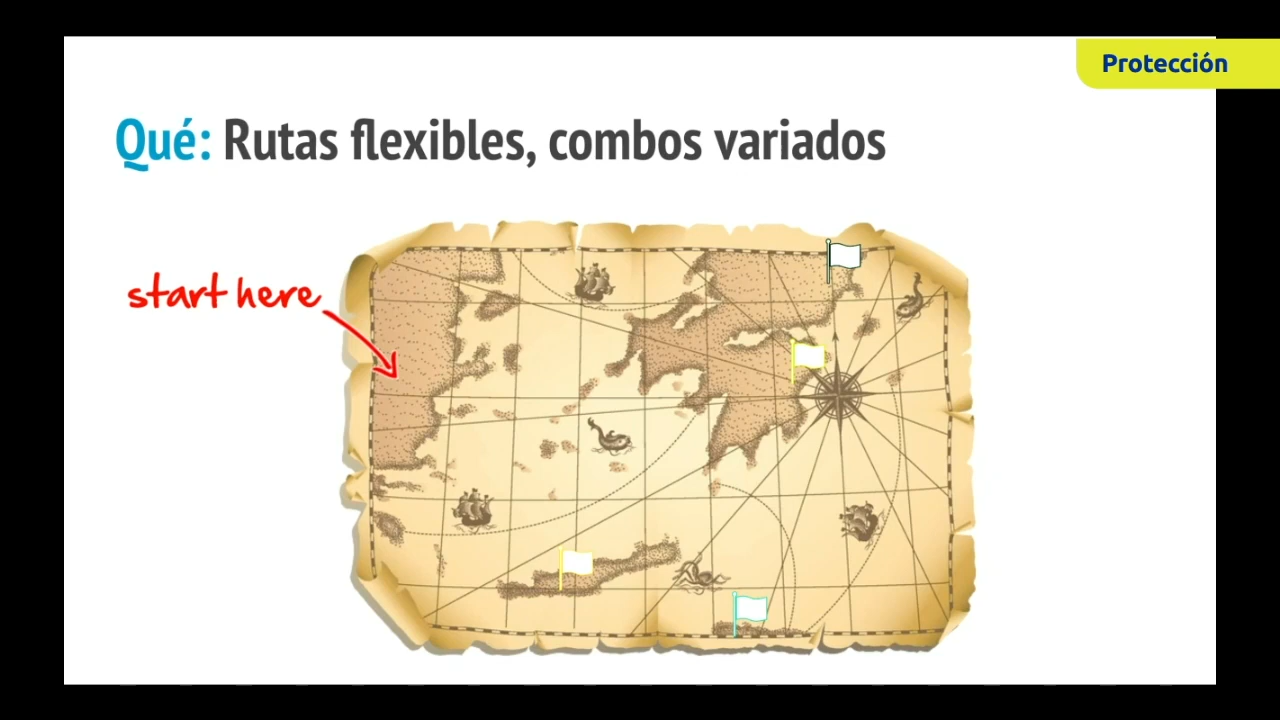 Protección
Qué: Rutas flexibles, combos variados
start here